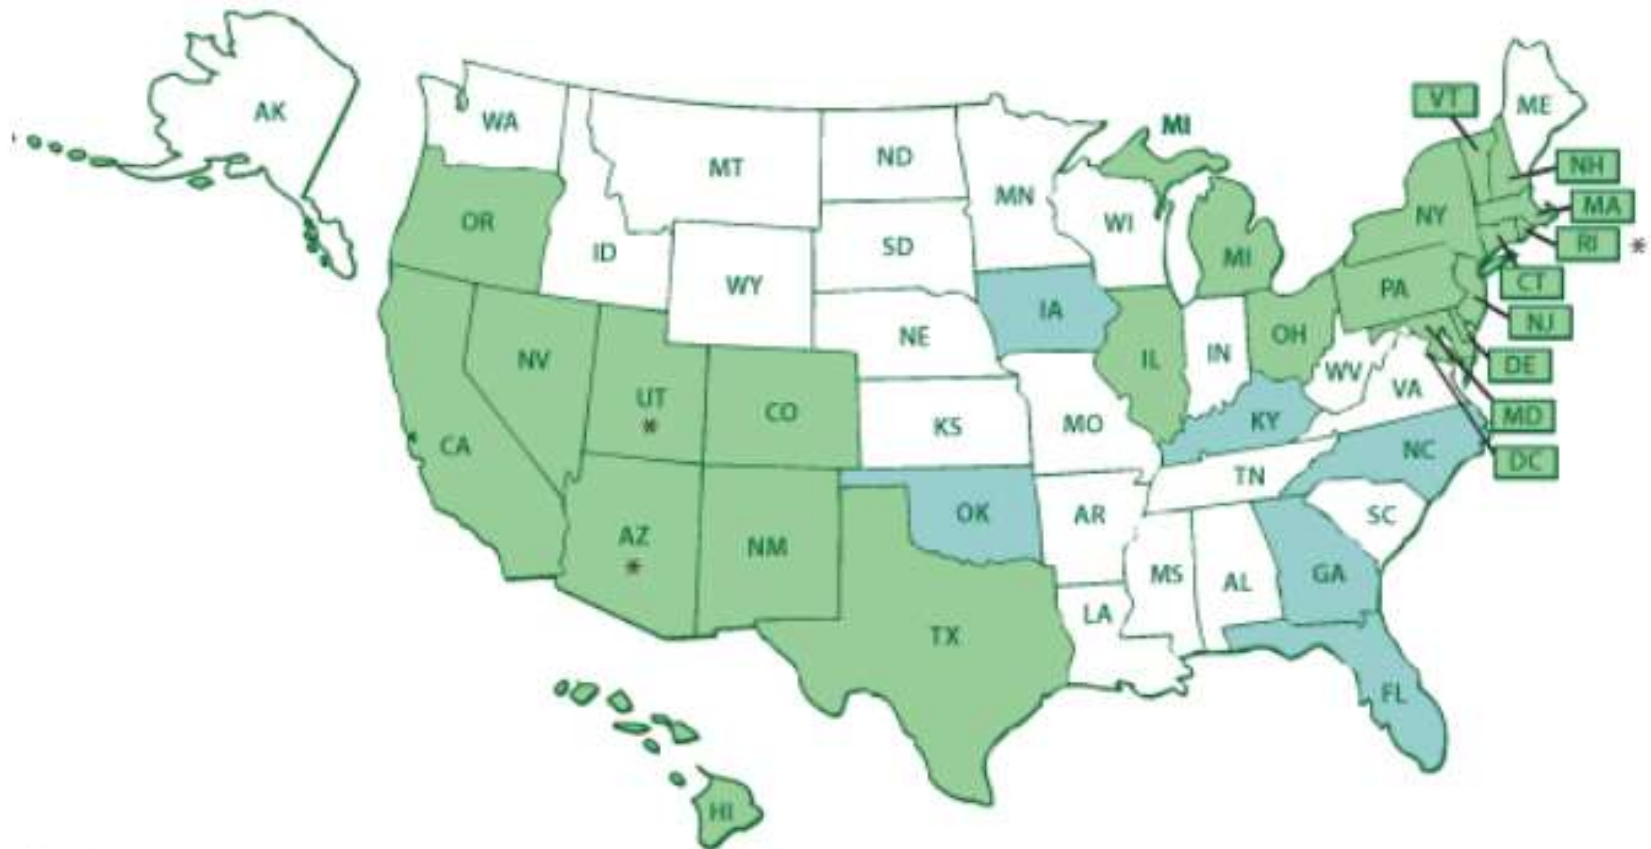 AK
WA
MT
ND
MN
WI
MI
MI
VT
ME
NH
MA
RI *
CT
NJ
DE
MD
DC
NY
PA
OR
ID
WY
SD
IA
NE
IL
IN
OH
WV
VA
NV
UT
*
CO
KS
MO
KY
NC
CA
TN
SC
AZ
*
NM
OK
AR
MS
AL
GA
LA
TX
FL
HI